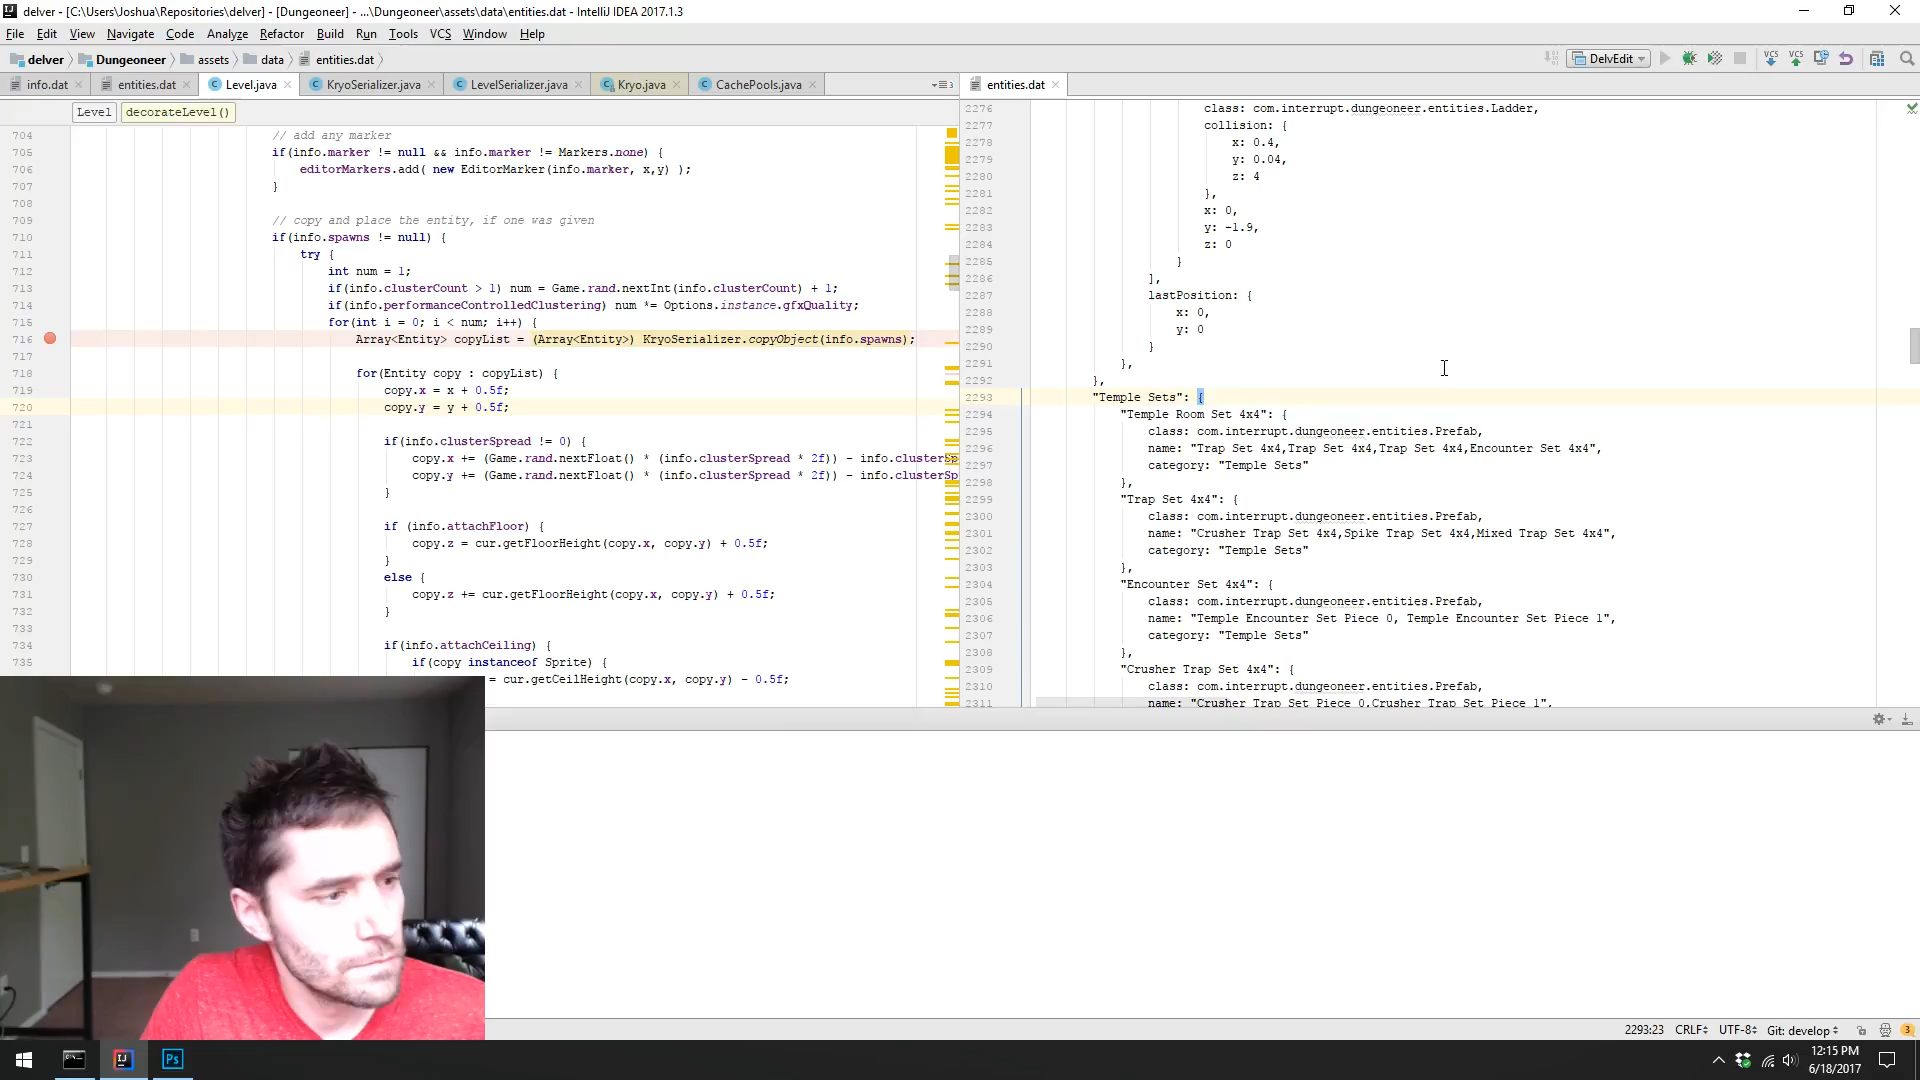 delver - [C:\Users\Joshua\Repositories\delver] - [Dungeoneer] - ...\Dungeoneer\assets\data\entities.dat - IntelliJ IDEA 2017.1.3
File Edit View Navigate Code Analyze Refactor Build Run Tools VCS Window Help
delver Dungeoneer assets data entities.dat DelvEdit VCS VCS
info.dat entities.dat Level.java KryoSerializer.java LevelSerializer.java Kryo.java CachePools.java
Level decorateLevel()
704 // add any marker
705 if(info.marker != null && info.marker != Markers.none) {
706 editorMarkers.add( new EditorMarker(info.marker, x,y) );
707 }
708
709 // copy and place the entity, if one was given
710 if(info.spawns != null) {
711 try {
712 int num = 1;
713 if(info.clusterCount > 1) num = Game.rand.nextInt(info.clusterCount) + 1;
714 if(info.performanceControlledClustering) num *= Options.instance.gfxQuality;
715 for(int i = 0; i < num; i++) {
716 Array<Entity> copyList = (Array<Entity>) KryoSerializer.copyObject(info.spawns);
717
718 for(Entity copy : copyList) {
719 copy.x = x + 0.5f;
720 copy.y = y + 0.5f;
721
722 if(info.clusterSpread != 0) {
723 copy.x += (Game.rand.nextFloat() * (info.clusterSpread * 2f)) - info.clusterSp
724 copy.y += (Game.rand.nextFloat() * (info.clusterSpread * 2f)) - info.clusterSp
725 }
726
727 if (info.attachFloor) {
728 copy.z = cur.getFloorHeight(copy.x, copy.y) + 0.5f;
729 }
730 else {
731 copy.z += cur.getFloorHeight(copy.x, copy.y) + 0.5f;
732 }
733
734 if(info.attachCeiling) {
735 if(copy instanceof Sprite) {
= cur.getCeilHeight(copy.x, copy.y) - 0.5f;
entities.dat
2276 class: com.interrupt.dungeoneer.entities.Ladder,
2277 collision: {
2278 x: 0.4,
2279 y: 0.04,
2280 z: 4
2281 },
2282 x: 0,
2283 y: -1.9,
2284 z: 0
2285 }
2286 ],
2287 lastPosition: {
2288 x: 0,
2289 y: 0
2290 }
2291 },
2292 },
2293 "Temple Sets": {
2294 "Temple Room Set 4x4": {
2295 class: com.interrupt.dungeoneer.entities.Prefab,
2296 name: "Trap Set 4x4,Trap Set 4x4,Trap Set 4x4,Encounter Set 4x4",
2297 category: "Temple Sets"
2298 },
2299 "Trap Set 4x4": {
2300 class: com.interrupt.dungeoneer.entities.Prefab,
2301 name: "Crusher Trap Set 4x4,Spike Trap Set 4x4,Mixed Trap Set 4x4",
2302 category: "Temple Sets"
2303 },
2304 "Encounter Set 4x4": {
2305 class: com.interrupt.dungeoneer.entities.Prefab,
2306 name: "Temple Encounter Set Piece 0, Temple Encounter Set Piece 1",
2307 category: "Temple Sets"
2308 },
2309 "Crusher Trap Set 4x4": {
2310 class: com.interrupt.dungeoneer.entities.Prefab,
2311 name: "Crusher Trap Set Piece 0,Crusher Trap Set Piece 1",
2293:23 CRLF UTF-8 Git: develop 3
Ps
12:15 PM
6/18/2017